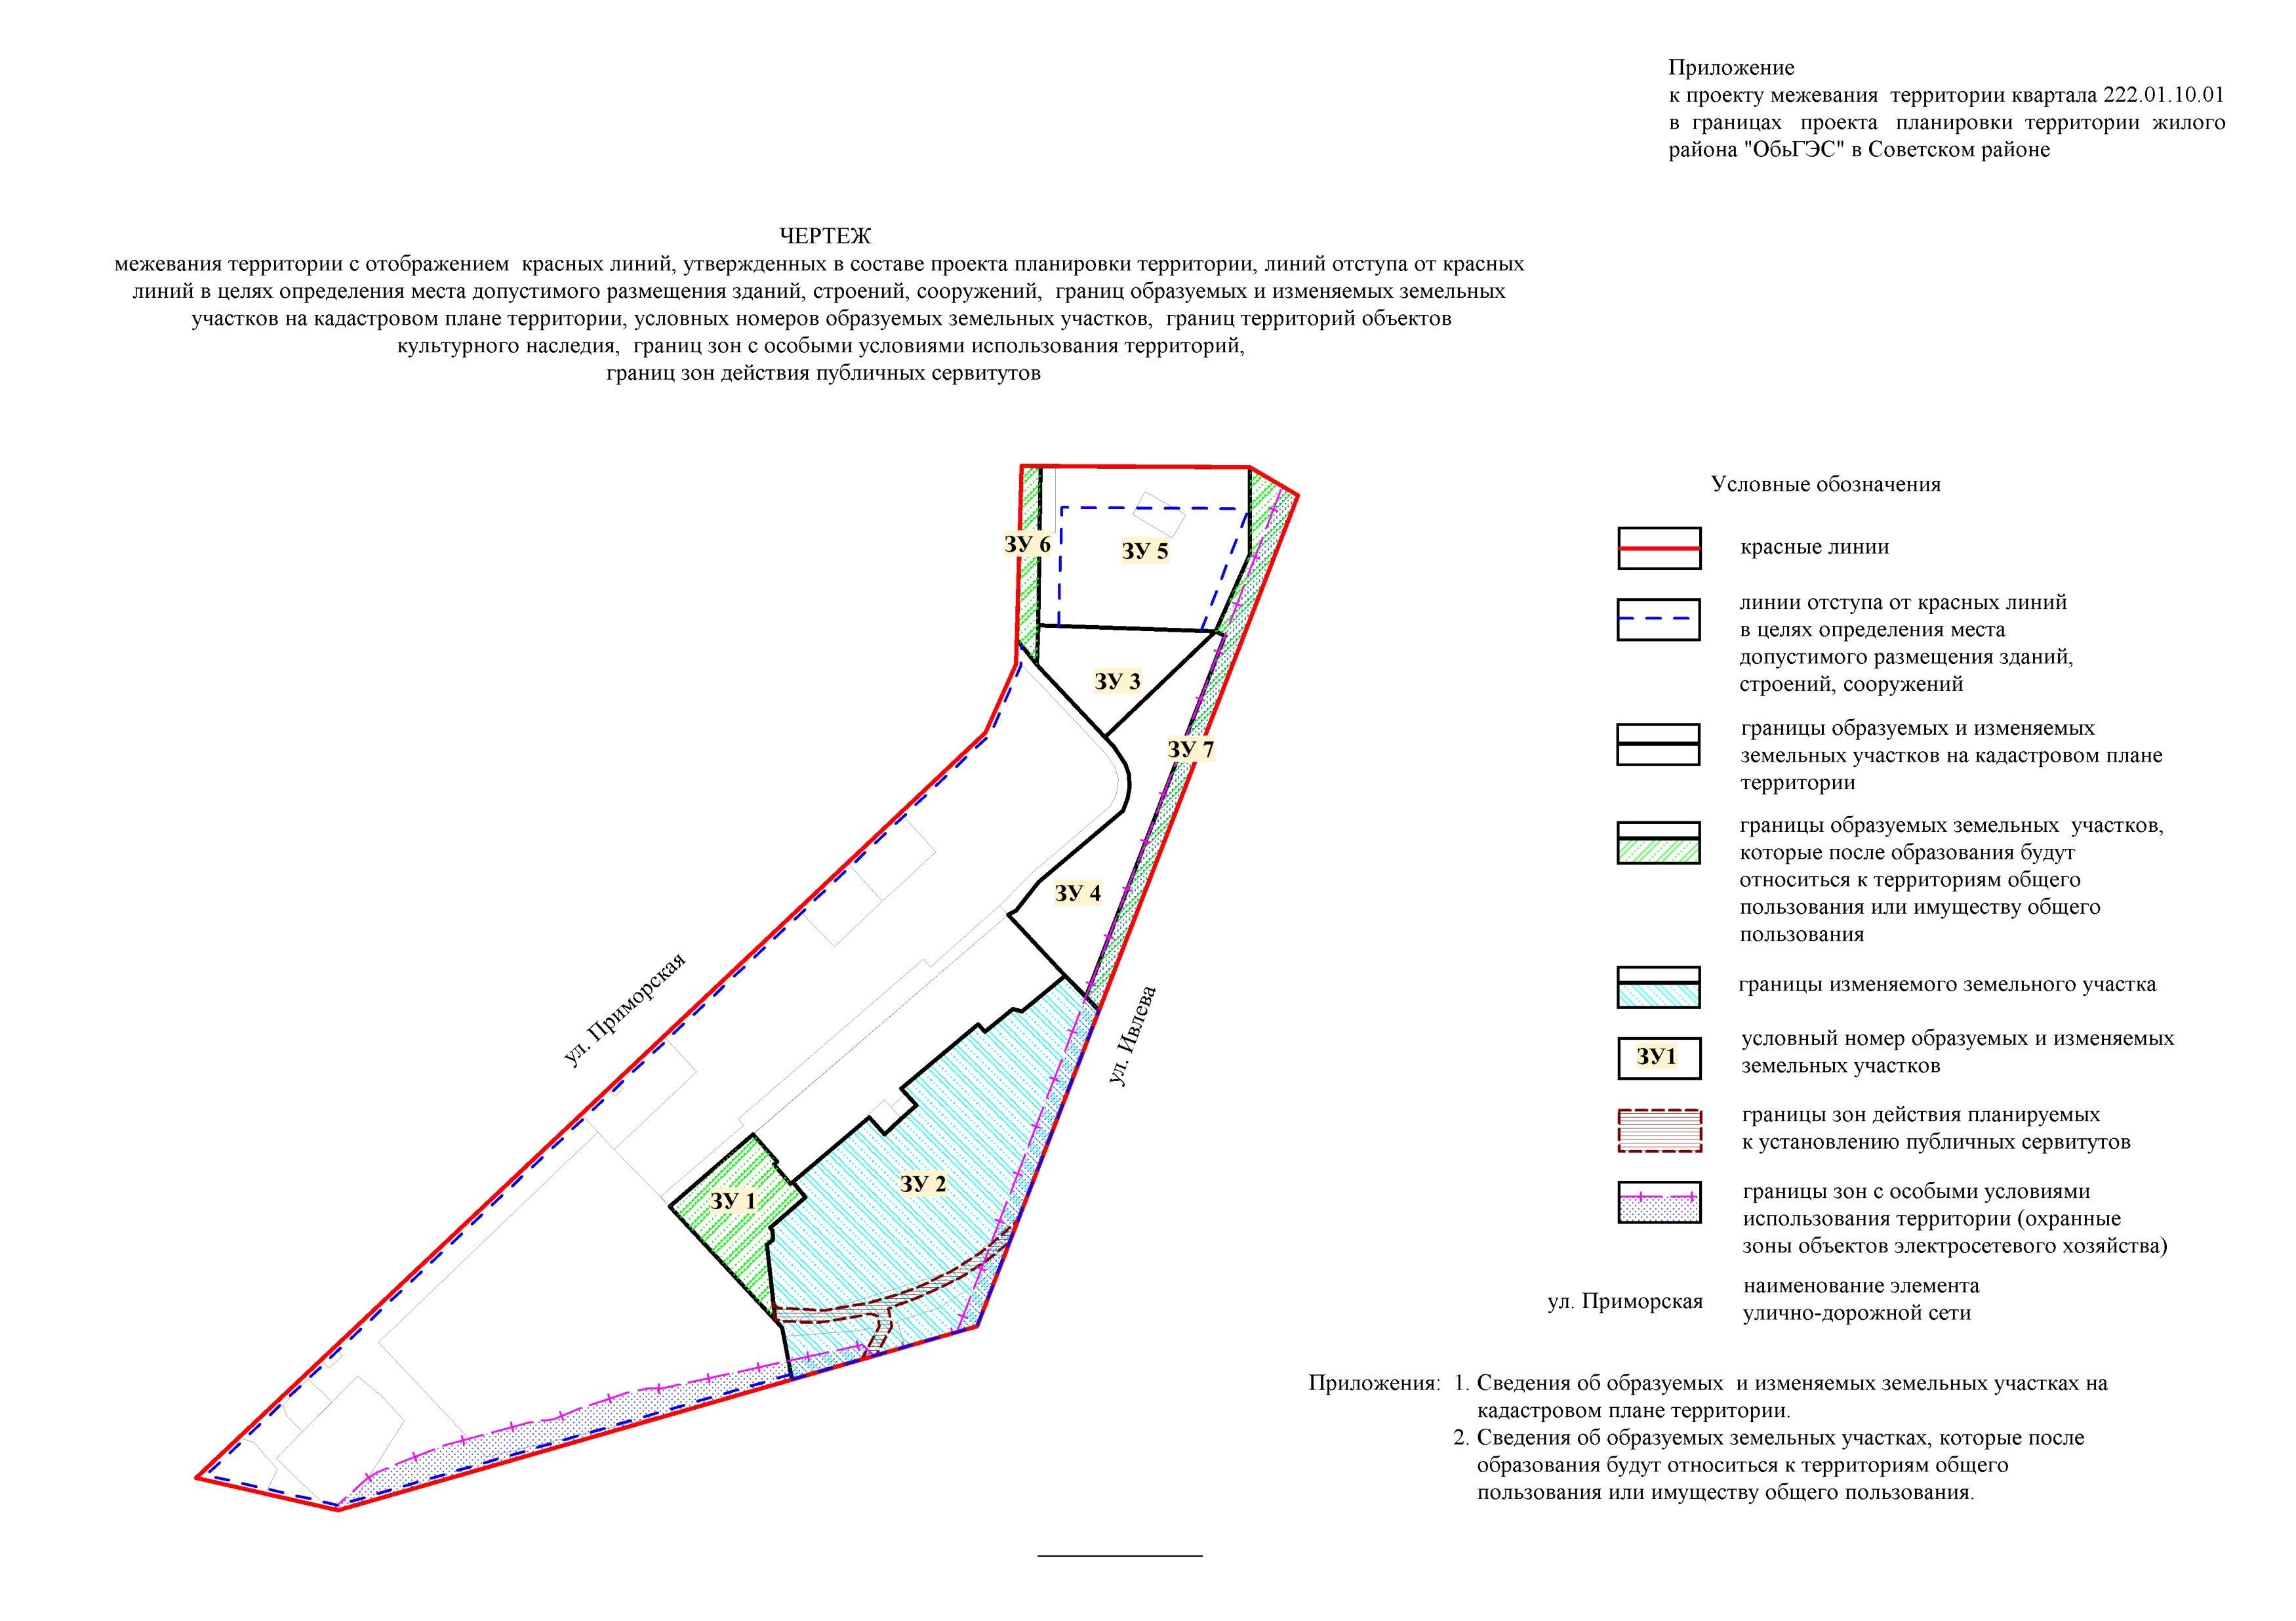 Приложение
к проекту межевания территории квартала 222.01.10.01
в границах проекта планировки территории жилого
района "ОбьГЭС" в Советском районе
ЧЕРТЕЖ
межевания территории с отображением красных линий, утвержденных в составе проекта планировки территории, линий отступа от красных
линий в целях определения места допустимого размещения зданий, строений, сооружений, границ образуемых и изменяемых земельных
участков на кадастровом плане территории, условных номеров образуемых земельных участков, границ территорий объектов
культурного наследия, границ зон с особыми условиями использования территорий,
границ зон действия публичных сервитутов
ЗУ 6
ЗУ 5
ЗУ 3
ЗУ 7
ЗУ 4
ул. Приморская
ул. Ивлева
ЗУ 2
ЗУ 1
Условные обозначения
красные линии
линии отступа от красных линий
в целях определения места
допустимого размещения зданий,
строений, сооружений
границы образуемых и изменяемых
земельных участков на кадастровом плане
территории
границы образуемых земельных участков,
которые после образования будут
относиться к территориям общего
пользования или имуществу общего
пользования
границы изменяемого земельного участка
ЗУ1
условный номер образуемых и изменяемых
земельных участков
границы зон действия планируемых
к установлению публичных сервитутов
границы зон с особыми условиями
использования территории (охранные
зоны объектов электросетевого хозяйства)
ул. Приморская
наименование элемента
улично-дорожной сети
Приложения: 1. Сведения об образуемых и изменяемых земельных участках на
кадастровом плане территории.
2. Сведения об образуемых земельных участках, которые после
образования будут относиться к территориям общего
пользования или имуществу общего пользования.